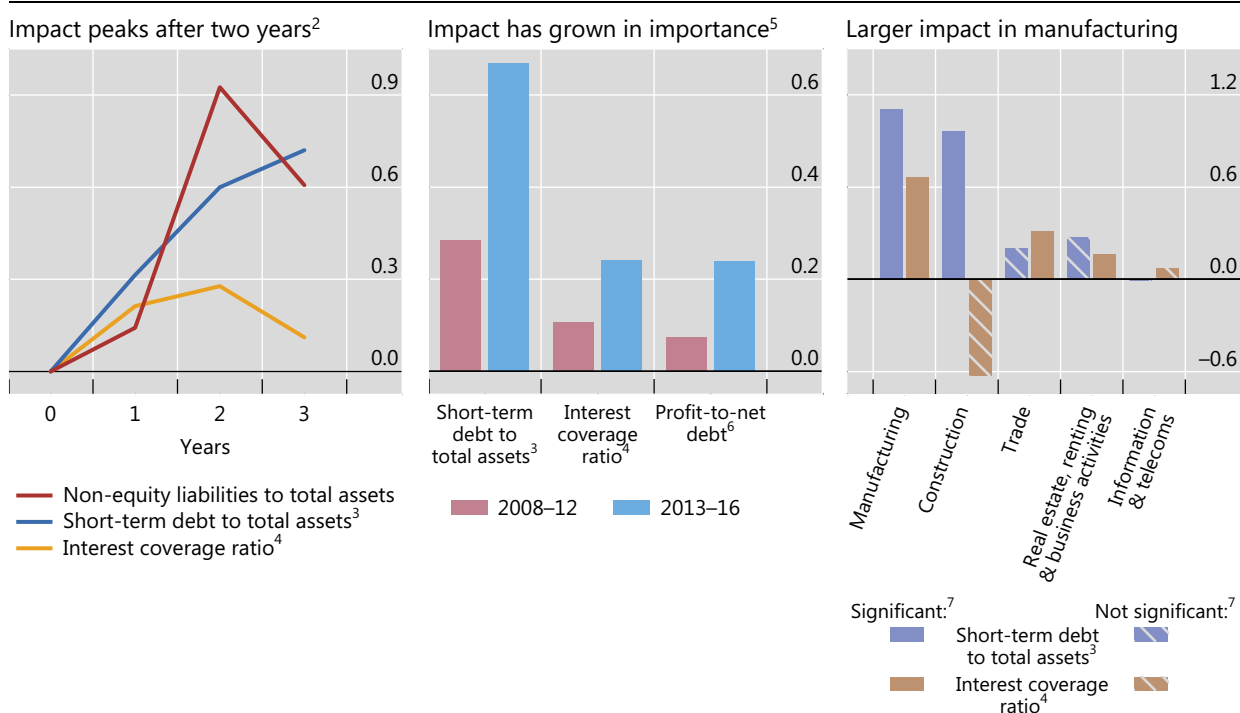 Impact peaks after two years2
0.9
0.6
0.3
0.0
0 1 2 3
Years
Non-equity liabilities to total assets
Short-term debt to total assets3
Interest coverage ratio4
Impact has grown in importance5
0.6
0.4
0.2
0.0
Short-term
debt to
total assets3
Interest
coverage
ratio4
Profit-to-net
debt6
2008–12 2013–16
Larger impact in manufacturing
1.2
0.6
0.0
–0.6
Manufacturing
Construction
Trade
Real estate, renting
& business activities
Information
& telecoms
Significant:7 Not significant:7
Short-term debt
to total assets3
Interest coverage
ratio4